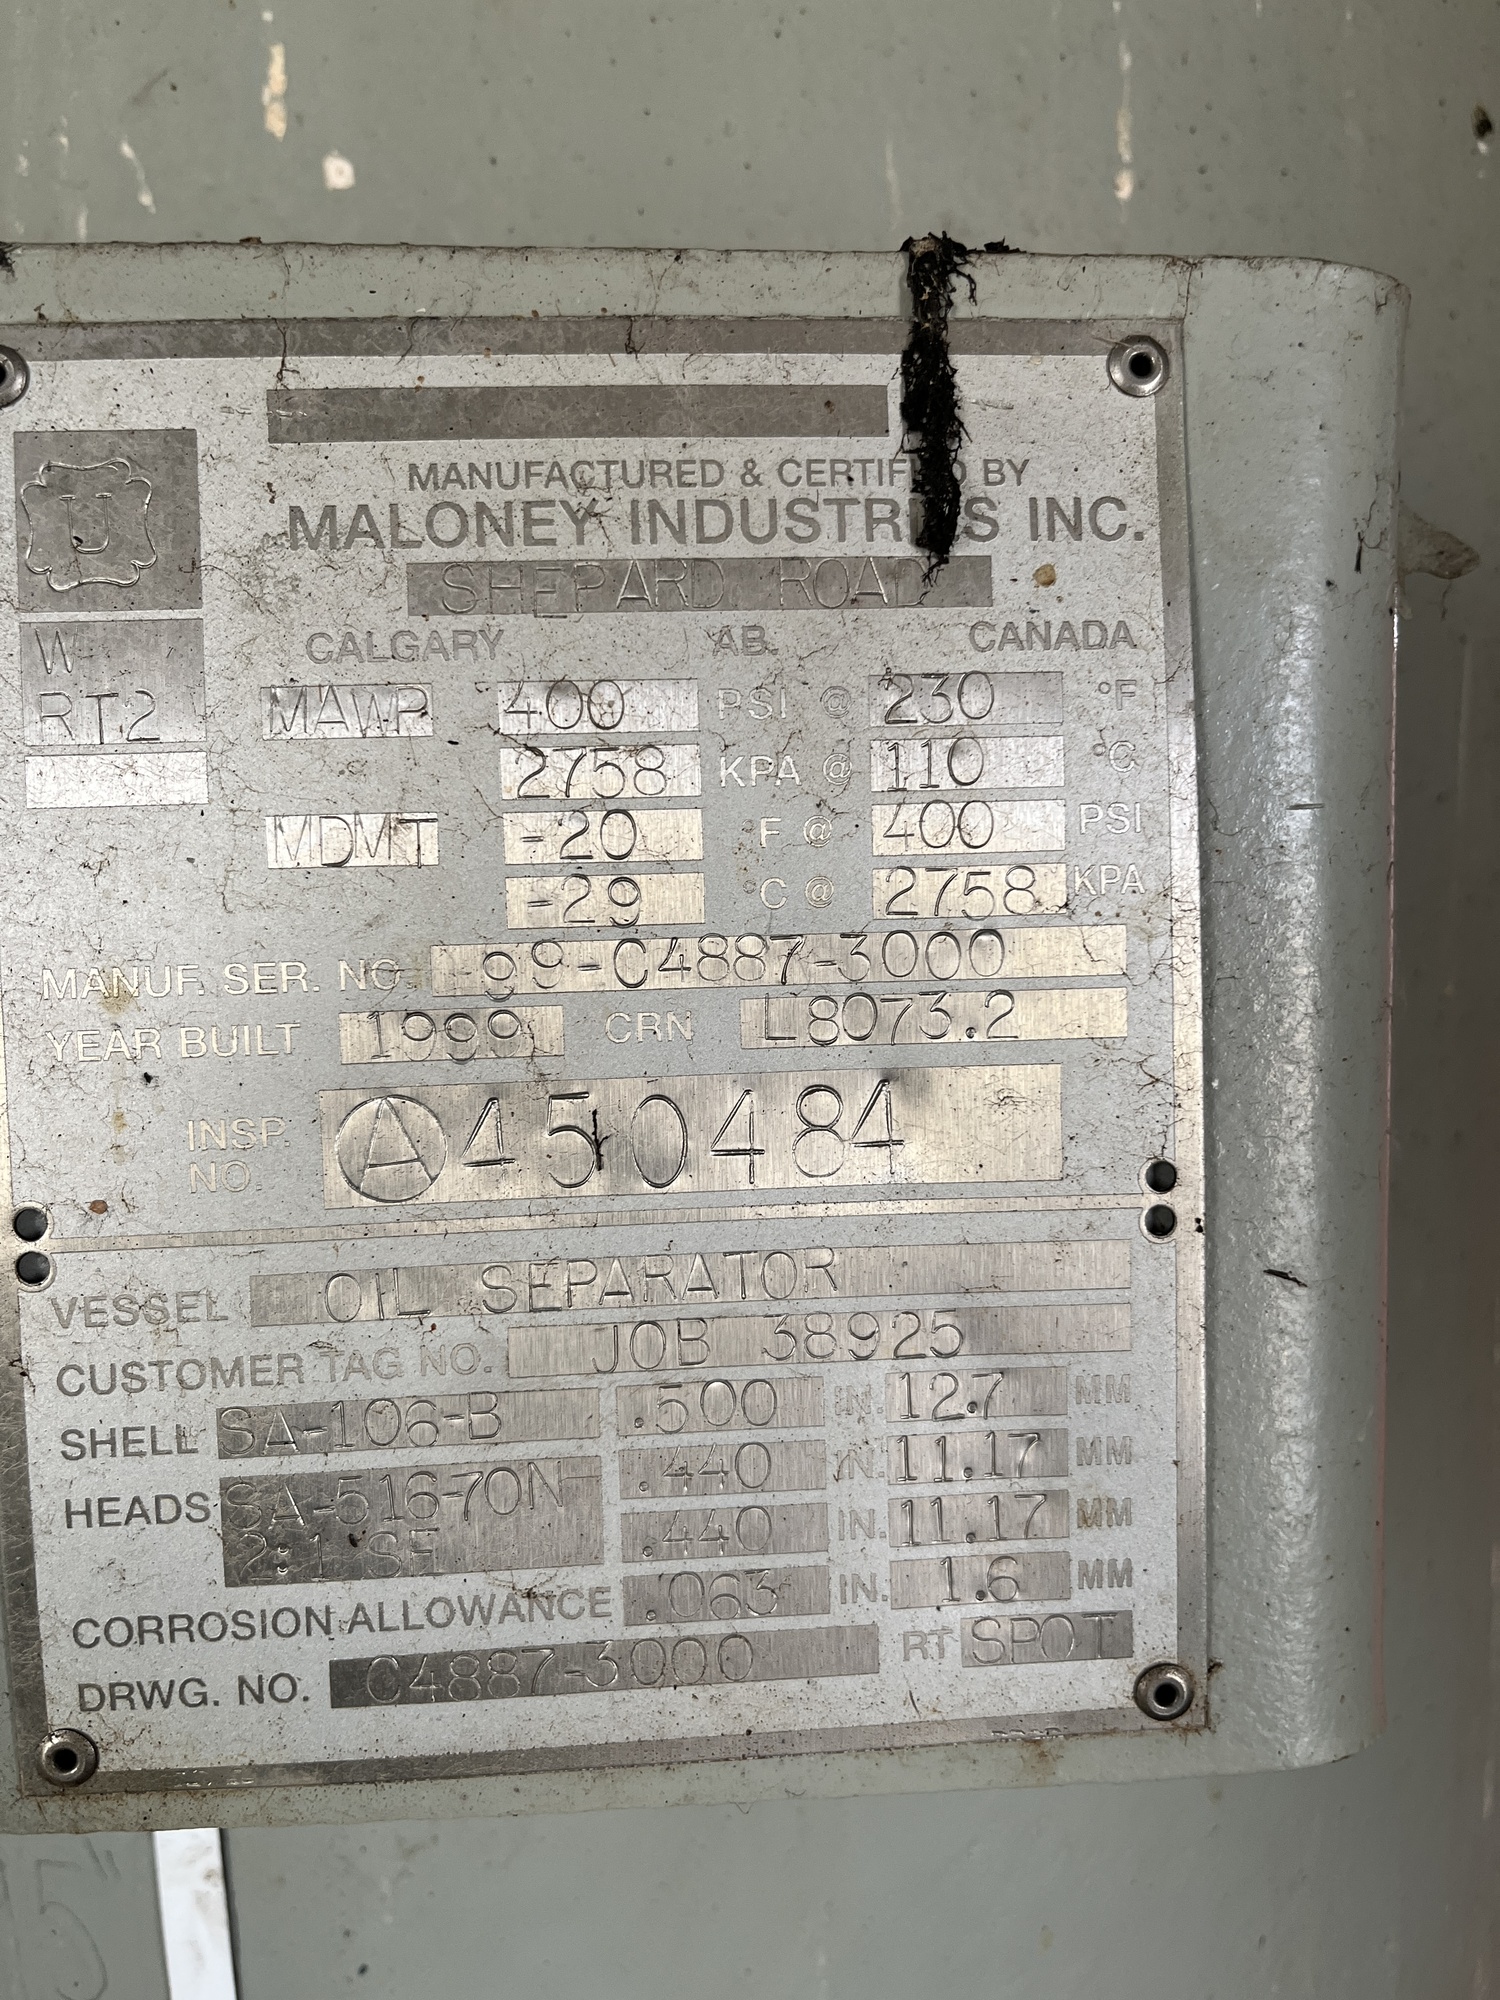 MANUFACTURED & CERTIFIED BY
MALONEY INDUSTRIES INC.
SHEPARD ROAD
CALGARY AB. CANADA
U
W
RT2
MAWP 400 PSI @ 230 °F
2758 KPA @ 110 °C
MDMT -20 °F @ 400 PSI
-29 °C @ 2758 KPA
MANUF. SER. NO. 99-C4887-3000
YEAR BUILT 1999 CRN L8073.2
INSP. NO. A 450484
VESSEL OIL SEPARATOR
CUSTOMER TAG NO. JOB 38925
SHELL SA-106-B .500 IN. 12.7 MM
HEADS SA-516-70N .440 IN. 11.17 MM
2:1 SE .440 IN. 11.17 MM
CORROSION ALLOWANCE .063 IN. 1.6 MM
DRWG. NO. C4887-3000 RT SPOT